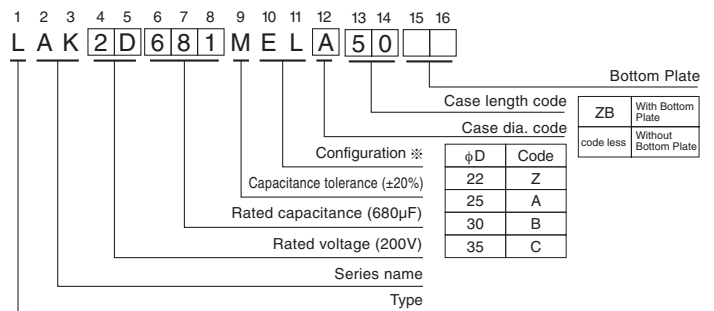 1 2 3 4 5 6 7 8 9 10 11 12 13 14 15 16
L A K 2 D 6 8 1 M E L A 5 0
Bottom Plate
Case length code
ZB With Bottom Plate
code less Without Bottom Plate
Case dia. code
Configuration ※
φD Code
22 Z
25 A
30 B
35 C
Capacitance tolerance (±20%)
Rated capacitance (680µF)
Rated voltage (200V)
Series name
Type